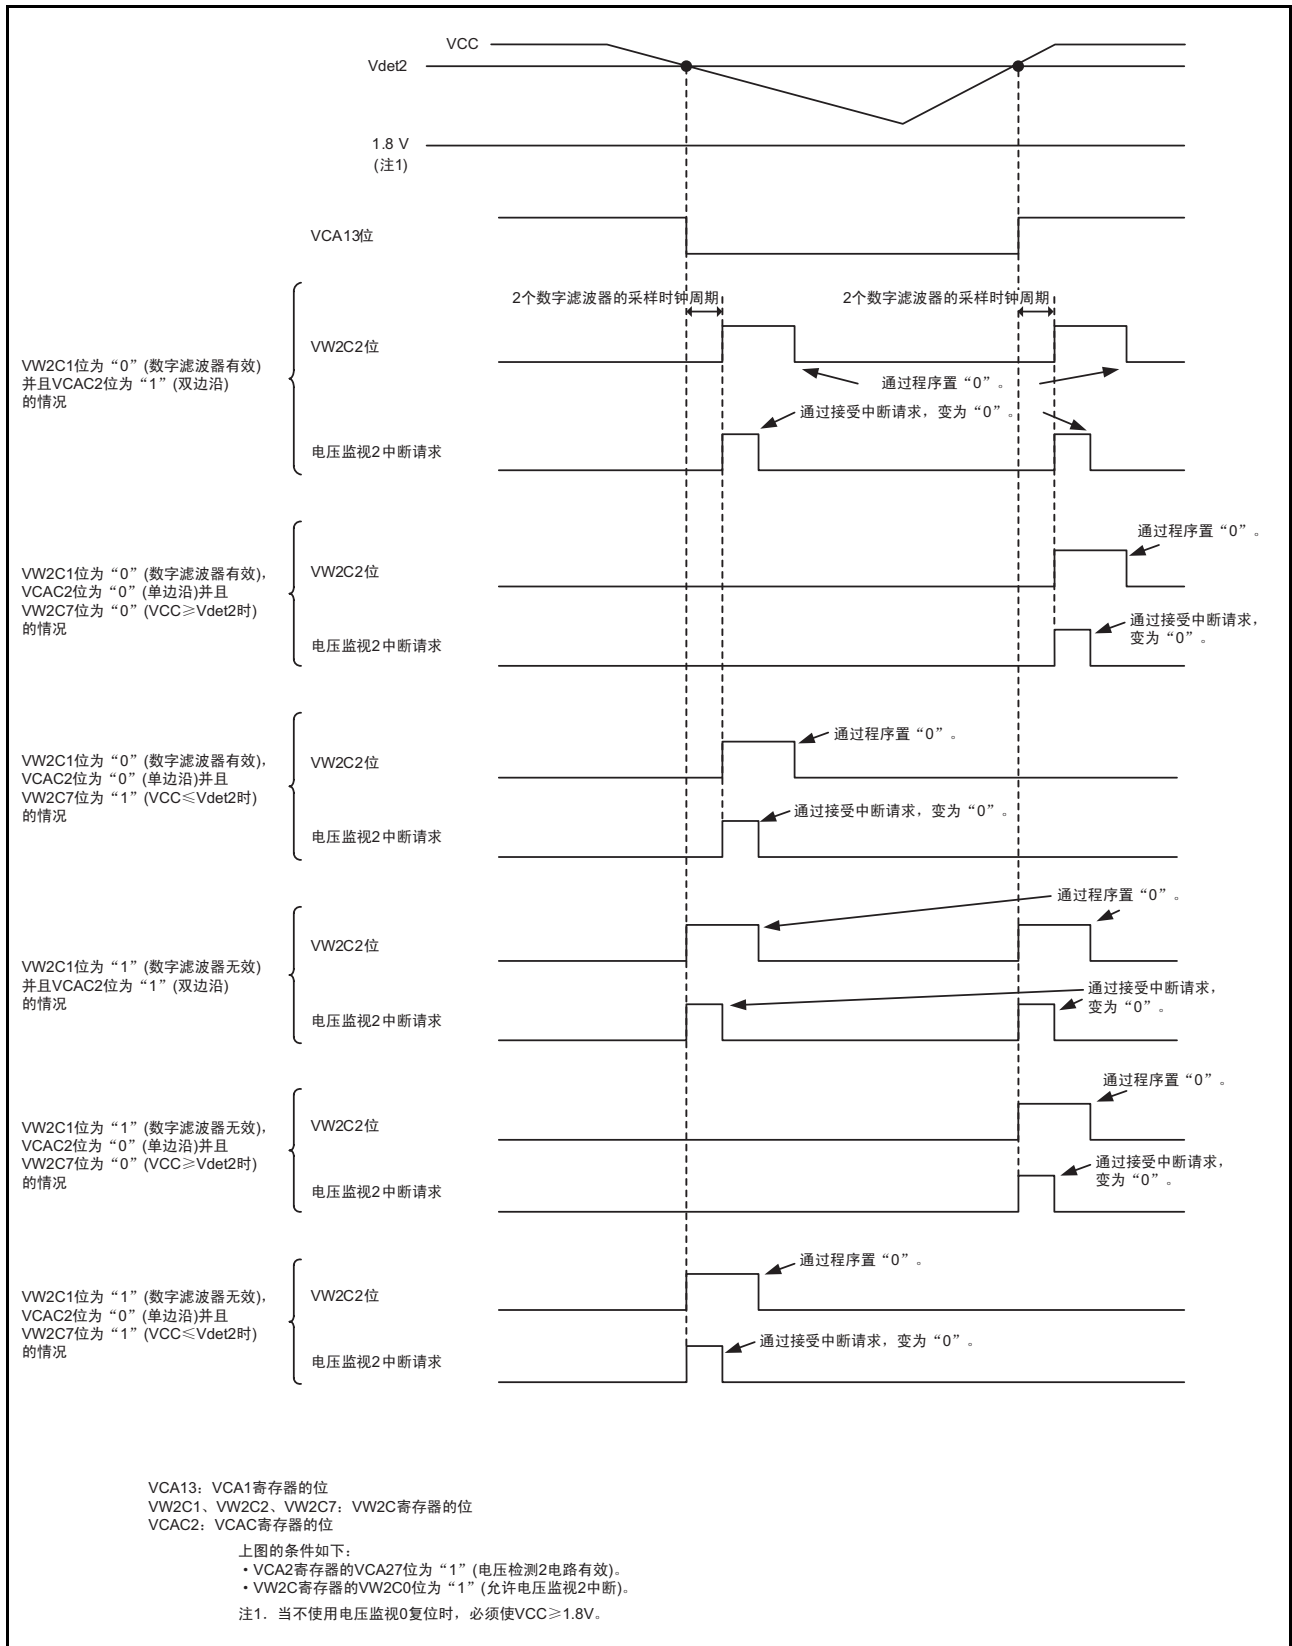 VCC
Vdet2
1.8 V
(注1)
VCA13位
2个数字滤波器的采样时钟周期
2个数字滤波器的采样时钟周期
VW2C1位为“0”(数字滤波器有效)
并且VCAC2位为“1”(双边沿)
的情况
VW2C2位
通过程序置“0”。
通过接受中断请求，变为“0”。
电压监视2中断请求
VW2C1位为“0”(数字滤波器有效)，
VCAC2位为“0”(单边沿)并且
VW2C7位为“0”(VCC≥Vdet2时)
的情况
VW2C2位
通过程序置“0”。
电压监视2中断请求
通过接受中断请求，
变为“0”。
VW2C1位为“0”(数字滤波器有效)，
VCAC2位为“0”(单边沿)并且
VW2C7位为“1”(VCC≤Vdet2时)
的情况
VW2C2位
通过程序置“0”。
电压监视2中断请求
通过接受中断请求，变为“0”。
VW2C1位为“1”(数字滤波器无效)
并且VCAC2位为“1”(双边沿)
的情况
VW2C2位
通过程序置“0”。
电压监视2中断请求
通过接受中断请求，
变为“0”。
VW2C1位为“1”(数字滤波器无效)，
VCAC2位为“0”(单边沿)并且
VW2C7位为“0”(VCC≥Vdet2时)
的情况
VW2C2位
通过程序置“0”。
电压监视2中断请求
通过接受中断请求，
变为“0”。
VW2C1位为“1”(数字滤波器无效)，
VCAC2位为“0”(单边沿)并且
VW2C7位为“1”(VCC≤Vdet2时)
的情况
VW2C2位
通过程序置“0”。
电压监视2中断请求
通过接受中断请求，变为“0”。
VCA13：VCA1寄存器的位
VW2C1、VW2C2、VW2C7：VW2C寄存器的位
VCAC2：VCAC寄存器的位
上图的条件如下：
・VCA2寄存器的VCA27位为“1”(电压检测2电路有效)。
・VW2C寄存器的VW2C0位为“1”(允许电压监视2中断)。
注1. 当不使用电压监视0复位时，必须使VCC≥1.8V。